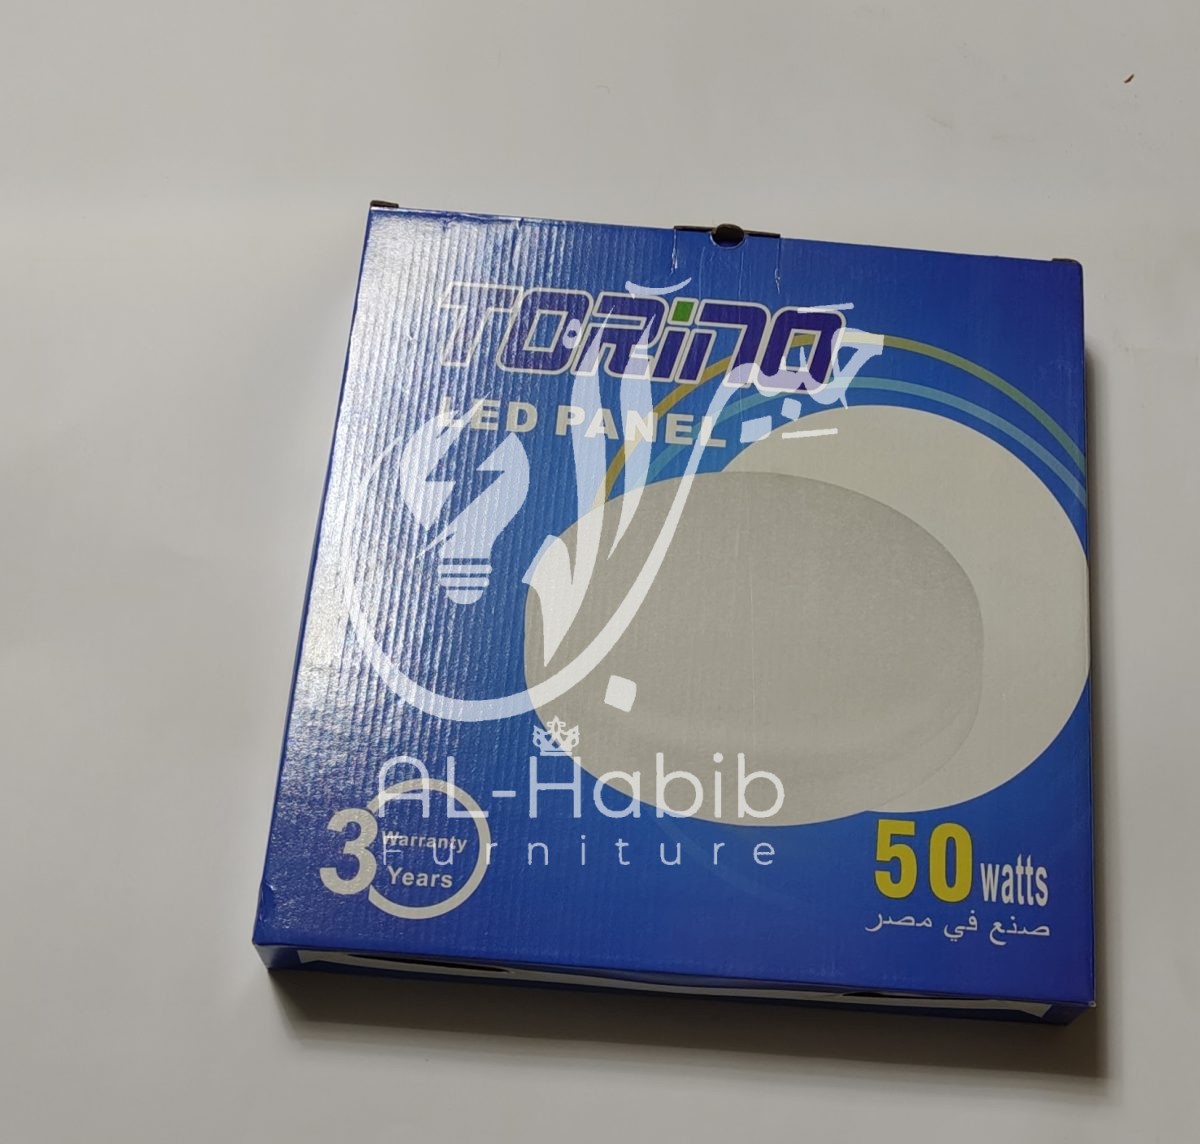 TORINO
LED PANEL
AL-Habib
Furniture
3 Warranty
Years
50 watts
صنع في مصر